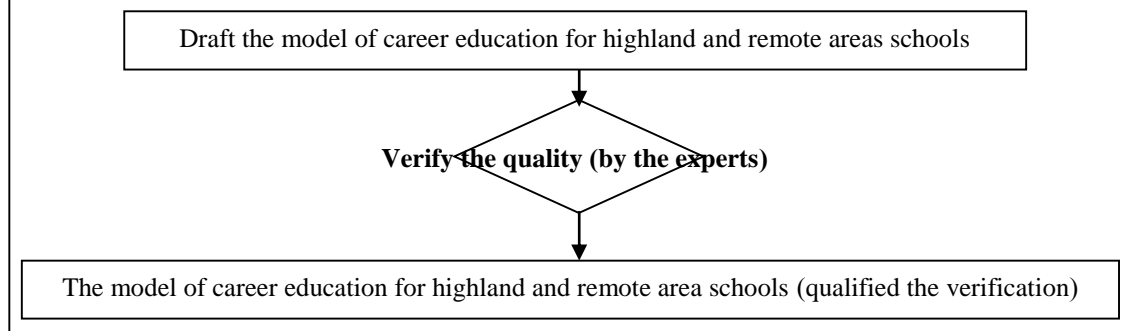 Draft the model of career education for highland and remote areas schools
Verify the quality (by the experts)
The model of career education for highland and remote area schools (qualified the verification)